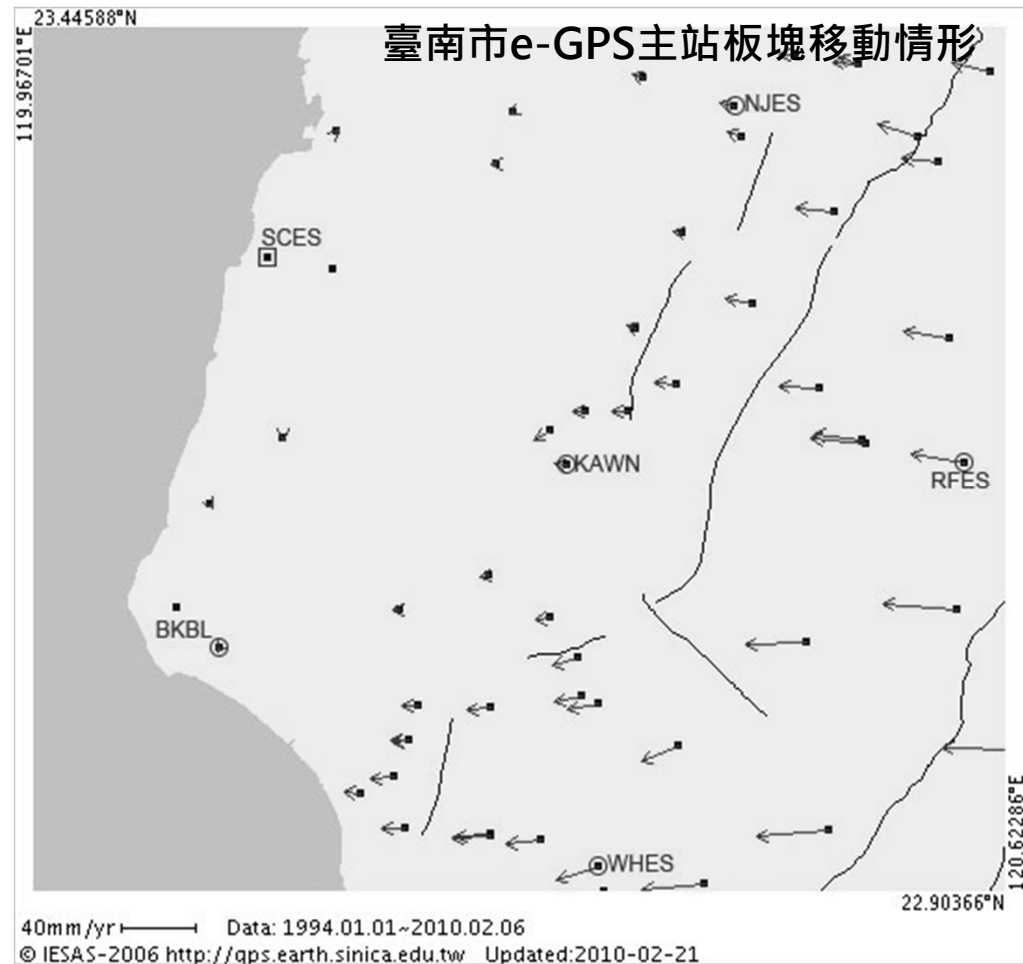 23.44588°N
臺南市e-GPS主站板塊移動情形
119.96701°E
NJES
SCES
KAWN
RFES
BKBL
WHES
120.62286°E
22.90366°N
40mm/yr Data: 1994.01.01~2010.02.06
© IESAS-2006 http://gps.earth.sinica.edu.tw Updated:2010-02-21